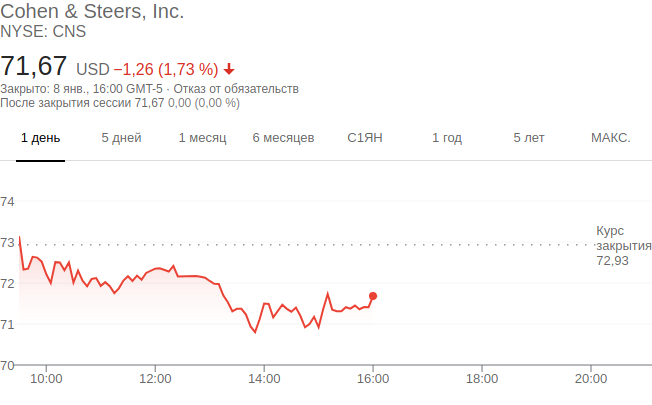 Cohen & Steers, Inc.
NYSE: CNS
71,67 USD −1,26 (1,73 %)
Закрыто: 8 янв., 16:00 GMT-5 · Отказ от обязательств
После закрытия сессии 71,67 0,00 (0,00 %)
1 день 5 дней 1 месяц 6 месяцев С1ЯН 1 год 5 лет МАКС.
74
73
72
71
70
Курс
закрытия
72,93
10:00 12:00 14:00 16:00 18:00 20:00